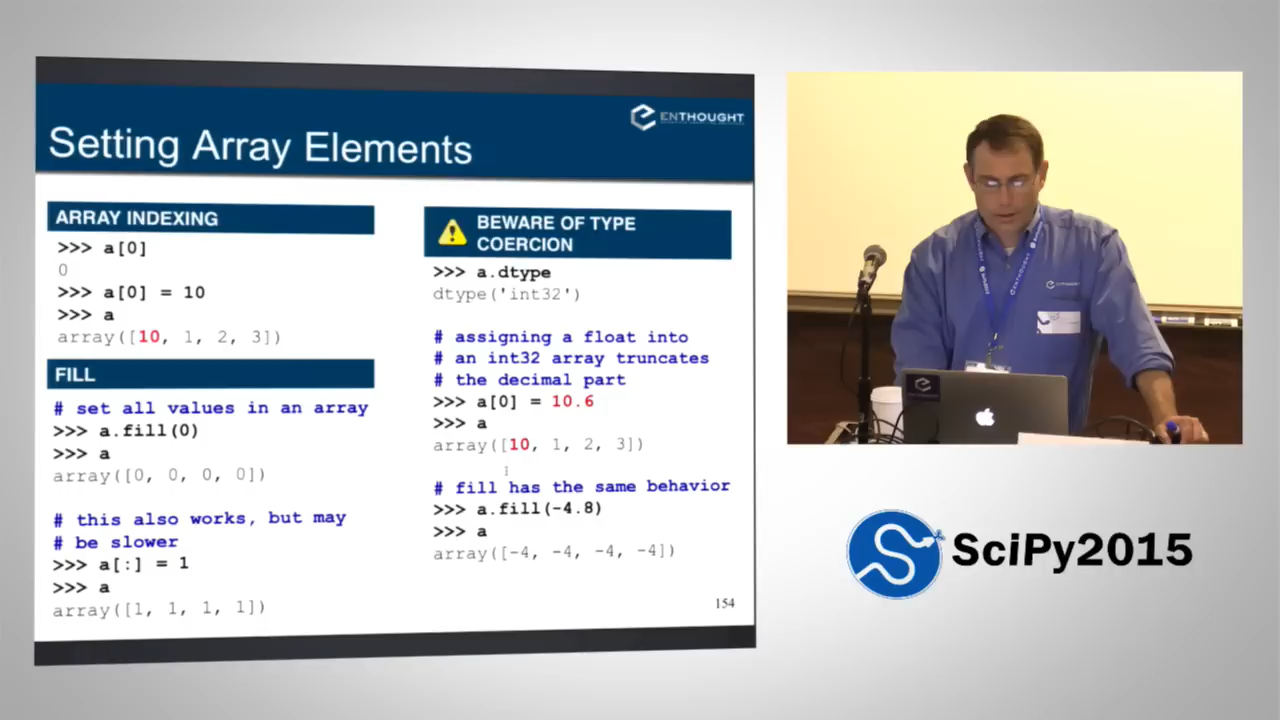 ENTHOUGHT
Setting Array Elements
ARRAY INDEXING
>>> a[0]
0
>>> a[0] = 10
>>> a
array([10, 1, 2, 3])
FILL
# set all values in an array
>>> a.fill(0)
>>> a
array([0, 0, 0, 0])
# this also works, but may
# be slower
>>> a[:] = 1
>>> a
array([1, 1, 1, 1])
BEWARE OF TYPE
COERCION
>>> a.dtype
dtype('int32')
# assigning a float into
# an int32 array truncates
# the decimal part
>>> a[0] = 10.6
>>> a
array([10, 1, 2, 3])
# fill has the same behavior
>>> a.fill(-4.8)
>>> a
array([-4, -4, -4, -4])
154
SciPy2015